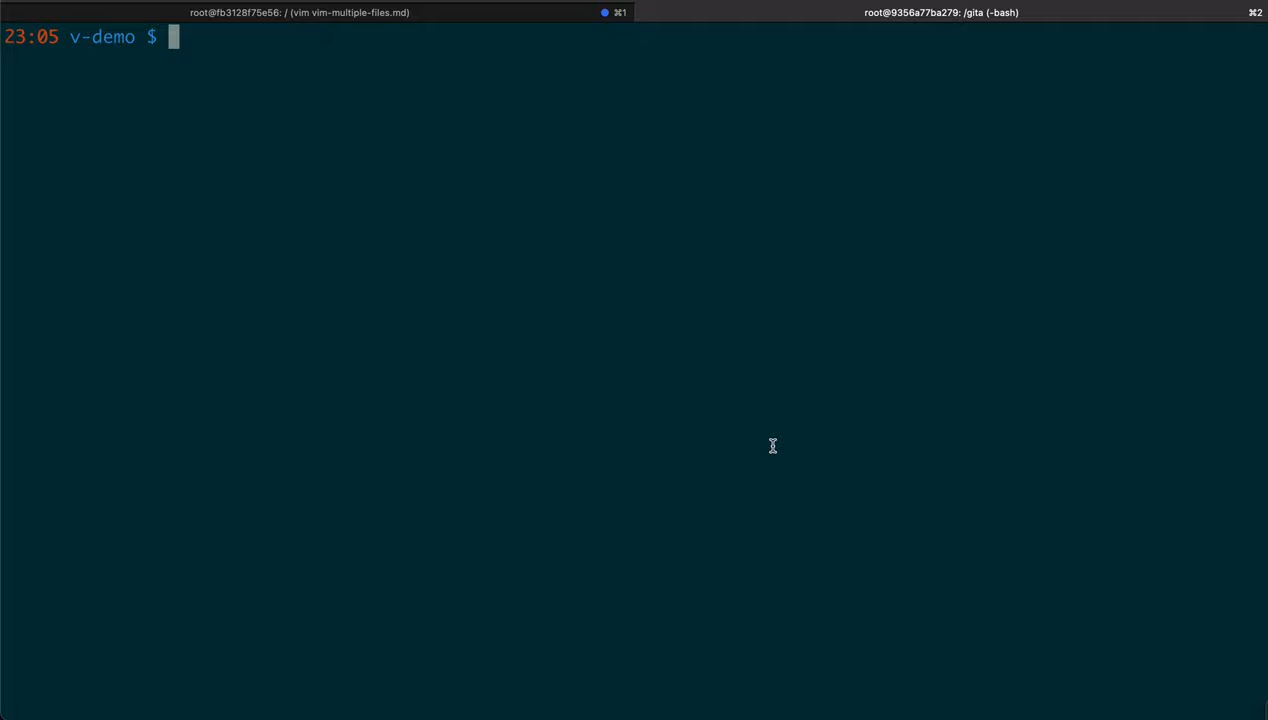 root@fb3128f75e56: / (vim vim-multiple-files.md) ⌘1 root@9356a77ba279: /gita (-bash) ⌘2
23:05 v-demo $